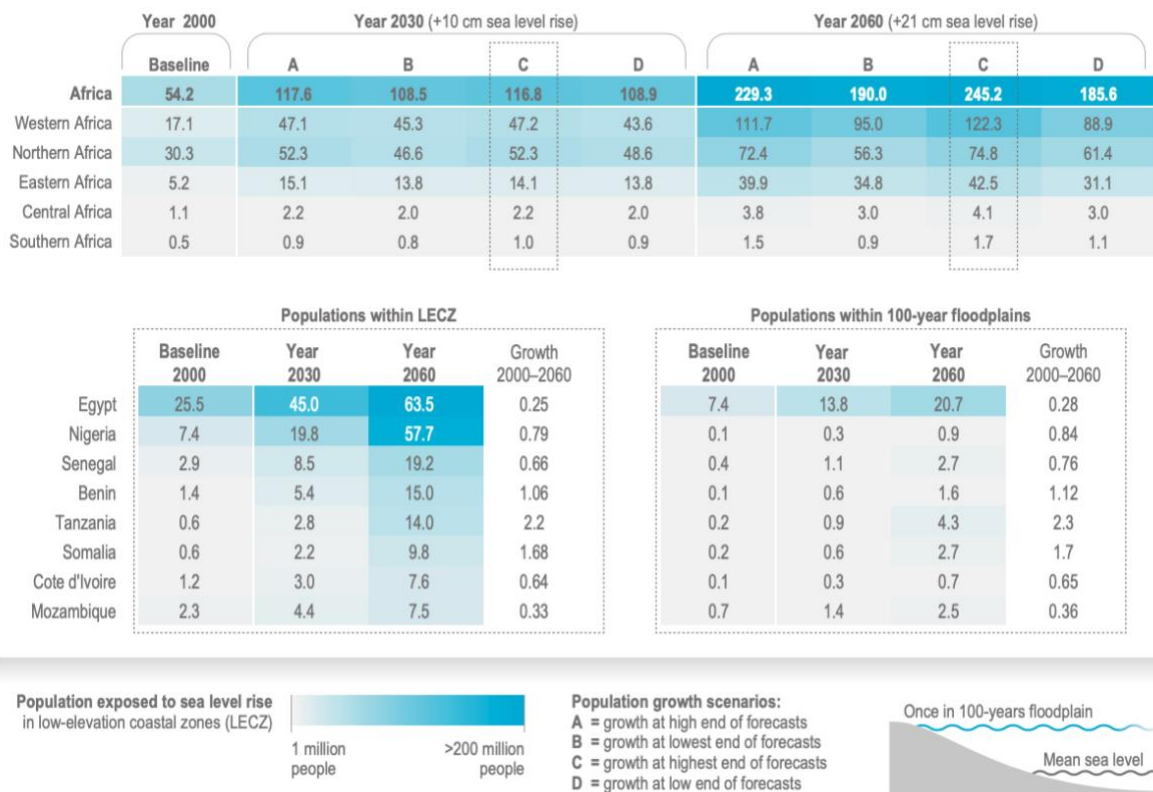 Year 2000 Year 2030 (+10 cm sea level rise) Year 2060 (+21 cm sea level rise)
Baseline A B C D A B C D
Africa 54.2 117.6 108.5 116.8 108.9 229.3 190.0 245.2 185.6
Western Africa 17.1 47.1 45.3 47.2 43.6 111.7 95.0 122.3 88.9
Northern Africa 30.3 52.3 46.6 52.3 48.6 72.4 56.3 74.8 61.4
Eastern Africa 5.2 15.1 13.8 14.1 13.8 39.9 34.8 42.5 31.1
Central Africa 1.1 2.2 2.0 2.2 2.0 3.8 3.0 4.1 3.0
Southern Africa 0.5 0.9 0.8 1.0 0.9 1.5 0.9 1.7 1.1
Populations within LECZ Populations within 100-year floodplains
Baseline Year Year Growth Baseline Year Year Growth
2000 2030 2060 2000–2060 2000 2030 2060 2000–2060
Egypt 25.5 45.0 63.5 0.25 7.4 13.8 20.7 0.28
Nigeria 7.4 19.8 57.7 0.79 0.1 0.3 0.9 0.84
Senegal 2.9 8.5 19.2 0.66 0.4 1.1 2.7 0.76
Benin 1.4 5.4 15.0 1.06 0.1 0.6 1.6 1.12
Tanzania 0.6 2.8 14.0 2.2 0.2 0.9 4.3 2.3
Somalia 0.6 2.2 9.8 1.68 0.2 0.6 2.7 1.7
Cote d'Ivoire 1.2 3.0 7.6 0.64 0.1 0.3 0.7 0.65
Mozambique 2.3 4.4 7.5 0.33 0.7 1.4 2.5 0.36
Population exposed to sea level rise
in low-elevation coastal zones (LECZ)
1 million >200 million
people people
Population growth scenarios:
A = growth at high end of forecasts
B = growth at lowest end of forecasts
C = growth at highest end of forecasts
D = growth at low end of forecasts
Once in 100-years floodplain
Mean sea level